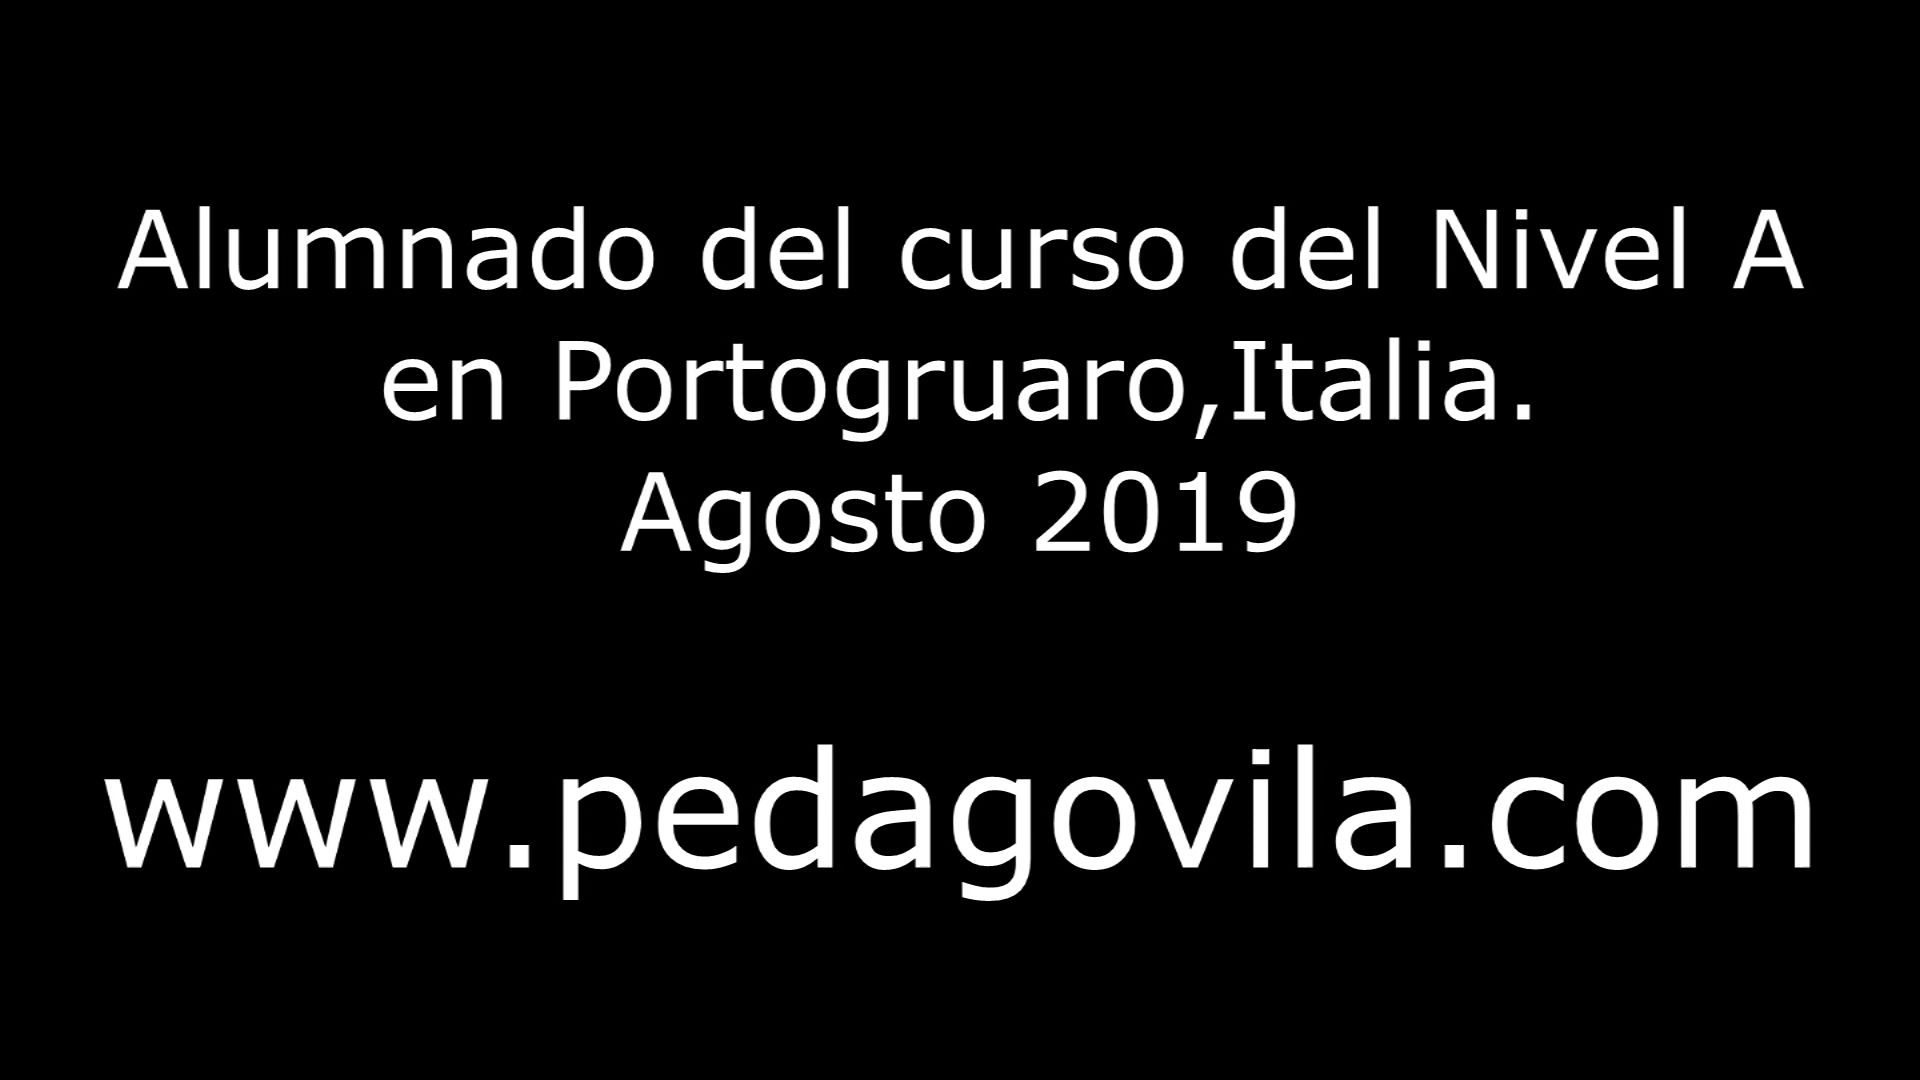 Alumnado del curso del Nivel A
en Portogruaro,Italia.
Agosto 2019
www.pedagovila.com